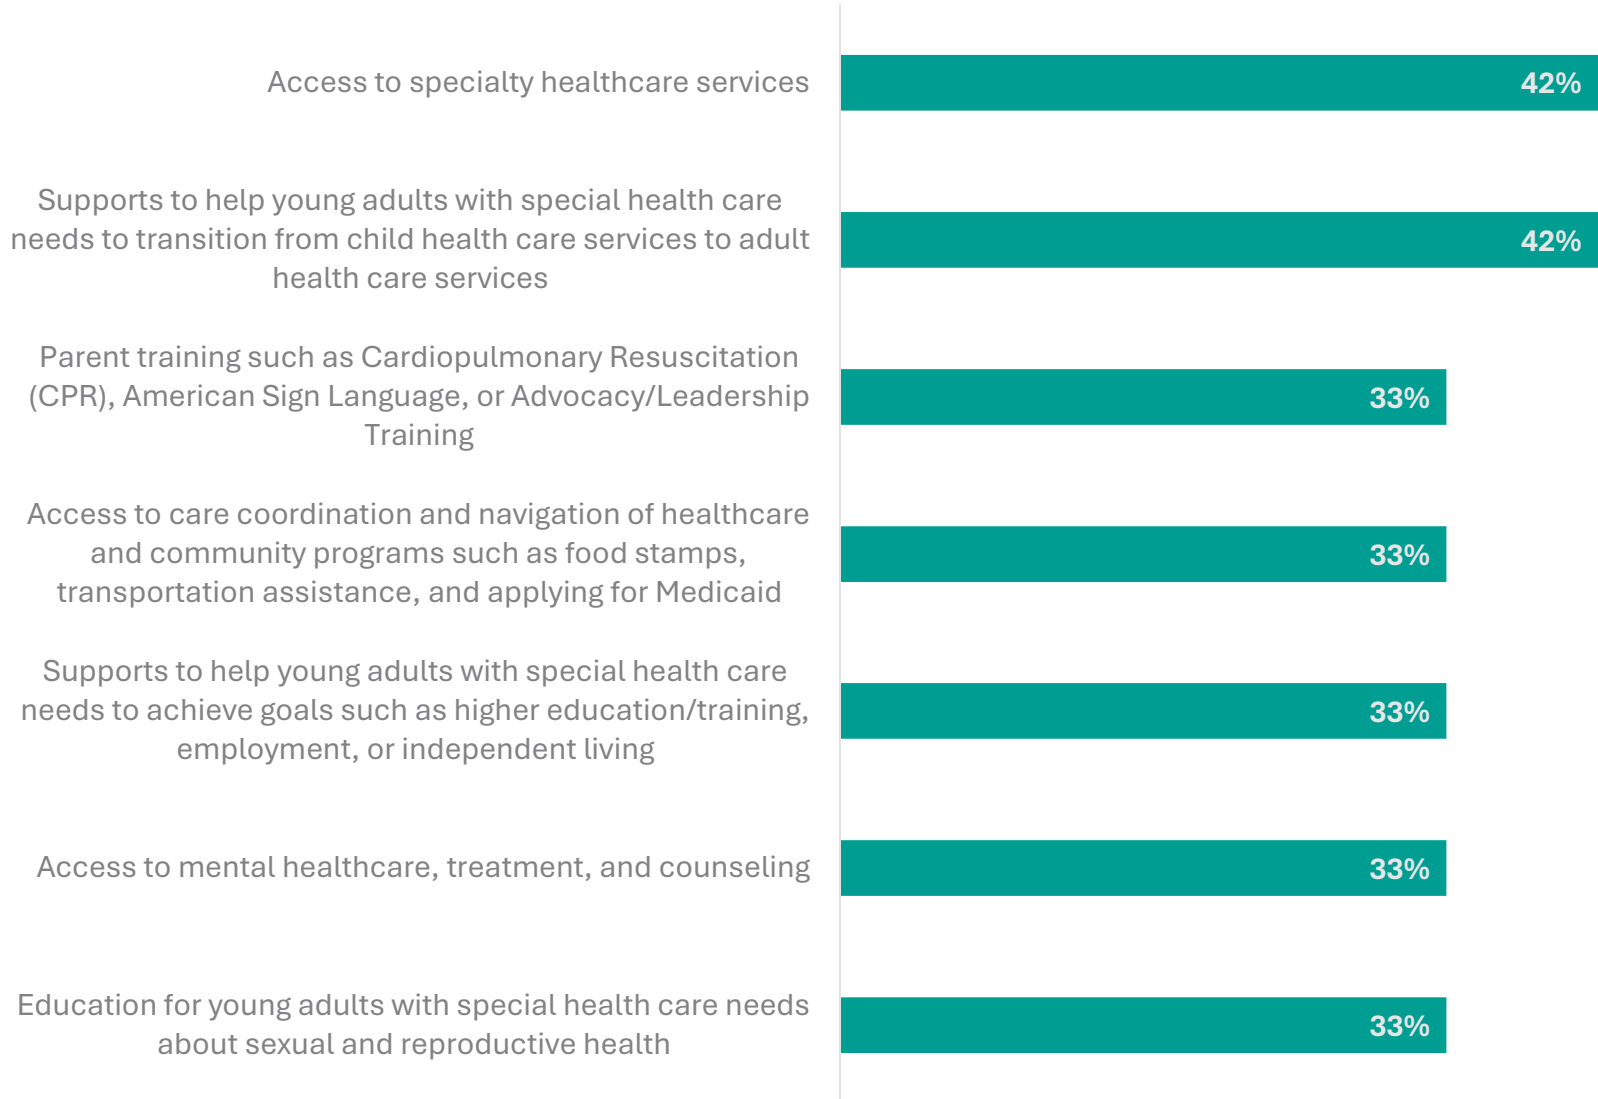 Access to specialty healthcare services
42%
Supports to help young adults with special health care
needs to transition from child health care services to adult
health care services
42%
Parent training such as Cardiopulmonary Resuscitation
(CPR), American Sign Language, or Advocacy/Leadership
Training
33%
Access to care coordination and navigation of healthcare
and community programs such as food stamps,
transportation assistance, and applying for Medicaid
33%
Supports to help young adults with special health care
needs to achieve goals such as higher education/training,
employment, or independent living
33%
Access to mental healthcare, treatment, and counseling
33%
Education for young adults with special health care needs
about sexual and reproductive health
33%